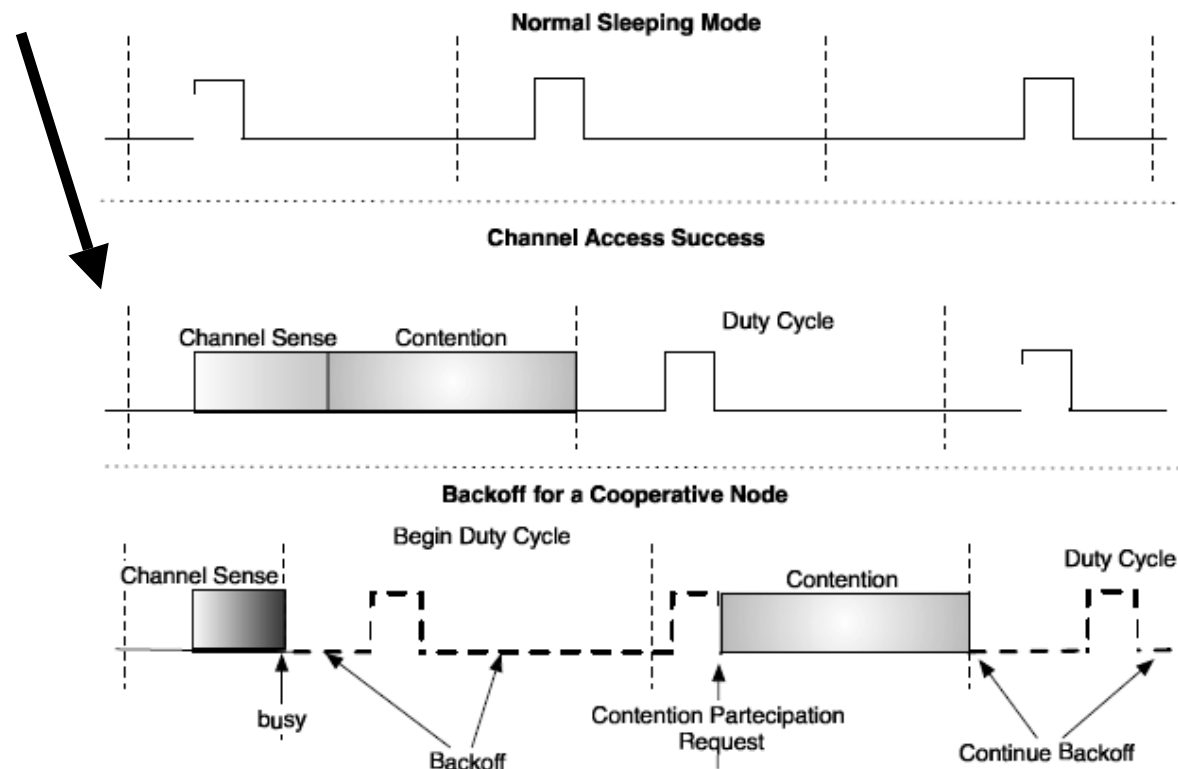 Normal Sleeping Mode
Channel Access Success
Channel Sense
Contention
Duty Cycle
Backoff for a Cooperative Node
Begin Duty Cycle
Channel Sense
Contention
Duty Cycle
busy
Backoff
Contention Partecipation
Request
Continue Backoff